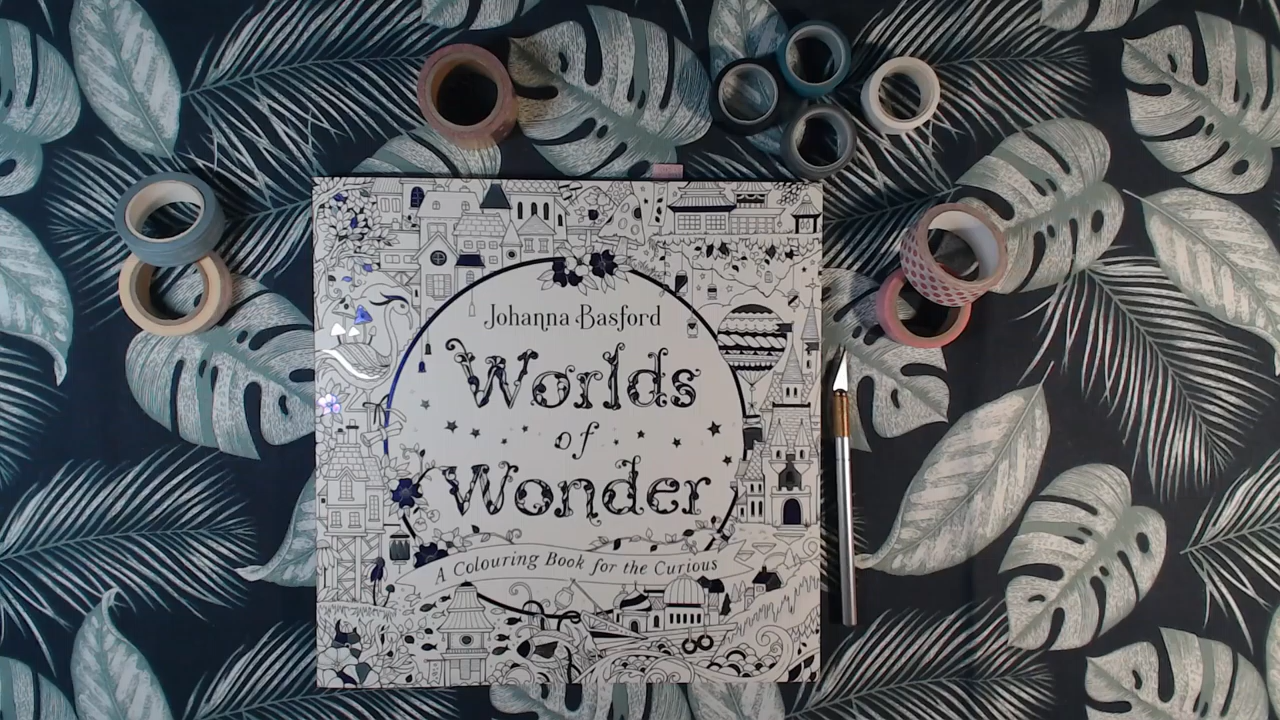 Johanna Basford
Worlds
of
Wonder
A Colouring Book for the Curious